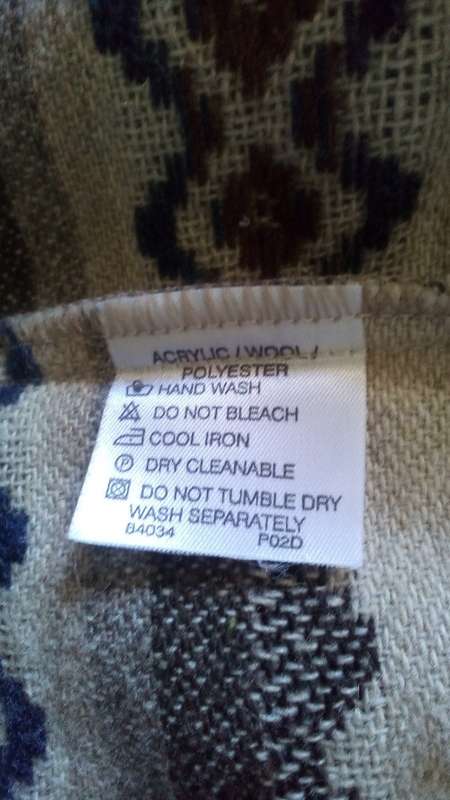 ACRYLIC / WOOL /
POLYESTER
HAND WASH
DO NOT BLEACH
COOL IRON
P DRY CLEANABLE
DO NOT TUMBLE DRY
WASH SEPARATELY
84034 P02D